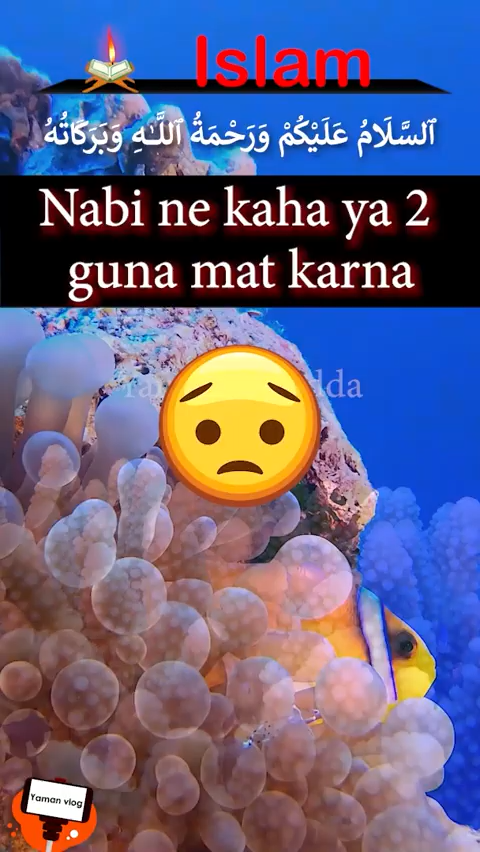 Islam
ٱلسَّلَامُ عَلَيْكُمْ وَرَحْمَةُ ٱللَّـٰهِ وَبَرَكَاتُهُ
Nabi ne kaha ya 2
guna mat karna
Yaman vlog